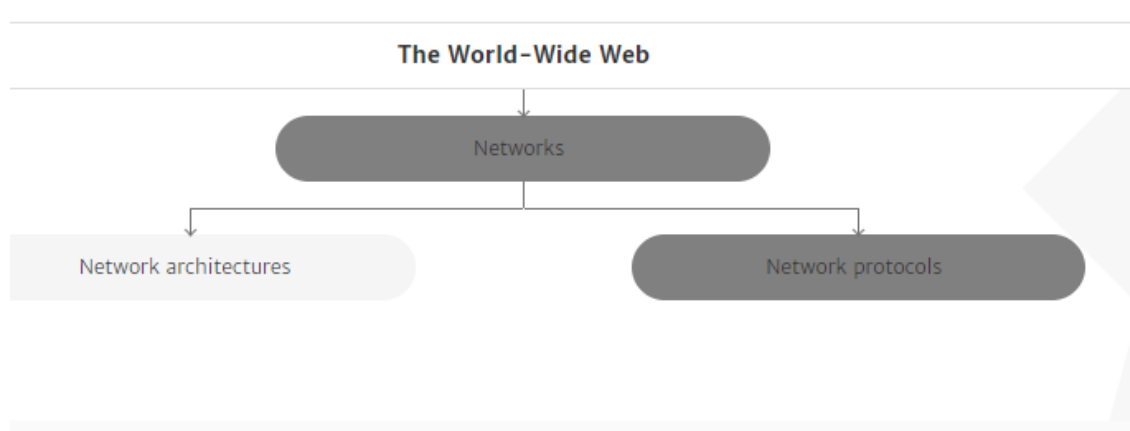 The World-Wide Web
Networks
Network architectures
Network protocols